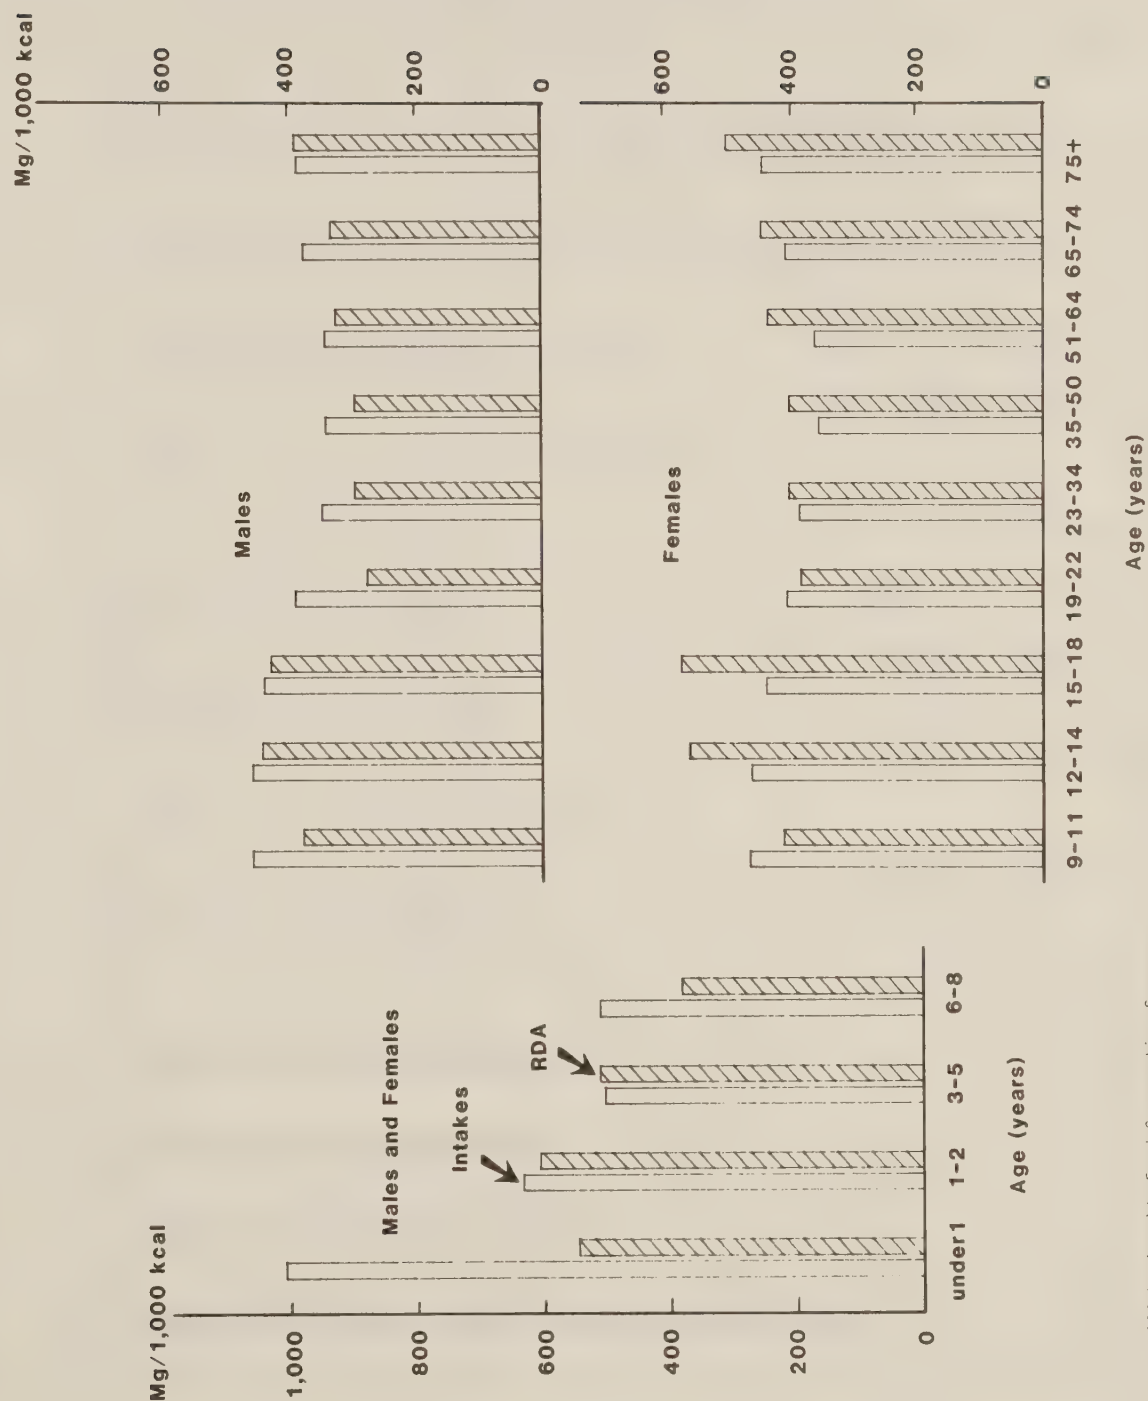 Mg/1,000 kcal
1,000
800
600
400
200
0
Males and Females
Intakes
RDA
under1 1-2 3-5 6-8
Age (years)
Mg/1,000 kcal
Males
600
400
200
0
Females
600
400
200
0
9-11 12-14 15-18 19-22 23-34 35-50 51-64 65-74 75+
Age (years)